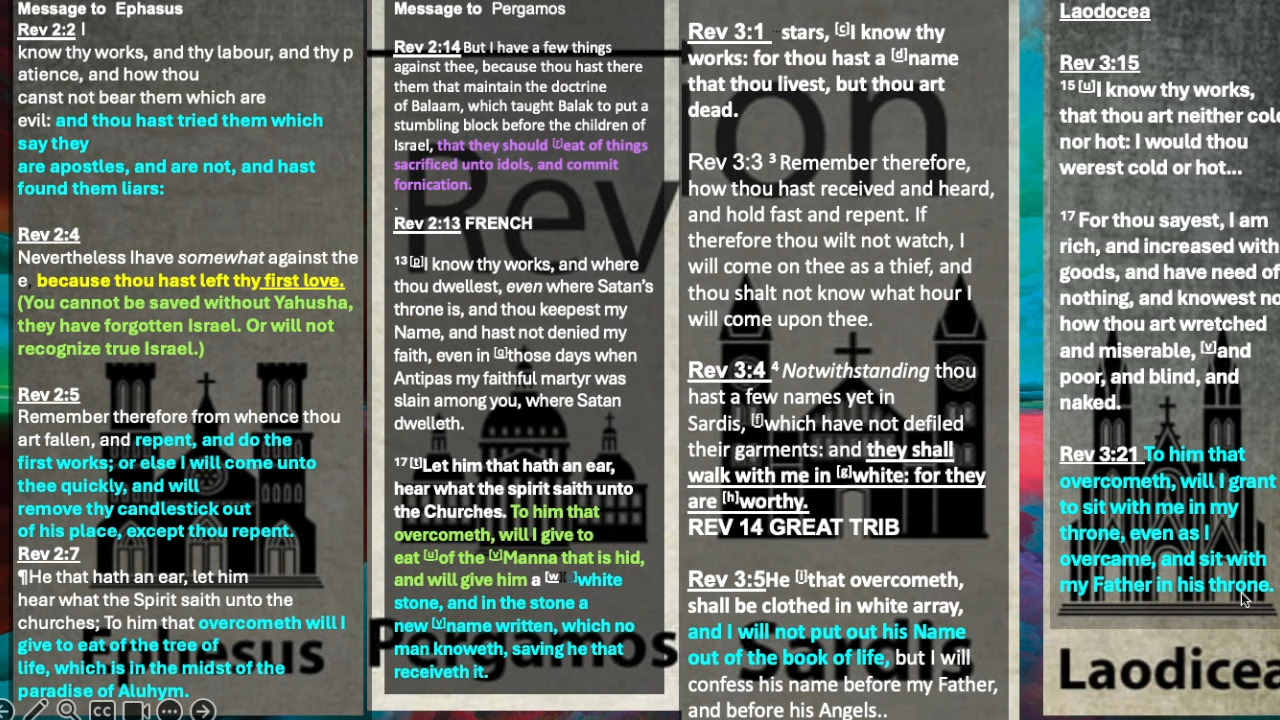 Message to Ephasus
Rev 2:2 I
know thy works, and thy labour, and thy p
atience, and how thou
canst not bear them which are
evil: and thou hast tried them which
say they
are apostles, and are not, and hast
found them liars:
Rev 2:4
Nevertheless Ihave somewhat against the
e, because thou hast left thy first love.
(You cannot be saved without Yahusha,
they have forgotten Israel. Or will not
recognize true Israel.)
Rev 2:5
Remember therefore from whence thou
art fallen, and repent, and do the
first works; or else I will come unto
thee quickly, and will
remove thy candlestick out
of his place, except thou repent.
Rev 2:7
¶He that hath an ear, let him
hear what the Spirit saith unto the
churches; To him that overcometh will I
give to eat of the tree of
life, which is in the midst of the
paradise of Aluhym.
esus
CC
Message to Pergamos
Rev 2:14 But I have a few things
against thee, because thou hast there
them that maintain the doctrine
of Balaam, which taught Balak to put a
stumbling block before the children of
Israel, that they should [r]eat of things
sacrificed unto idols, and commit
fornication.
.
Rev 2:13 FRENCH
13 [p]I know thy works, and where
thou dwellest, even where Satan's
throne is, and thou keepest my
Name, and hast not denied my
faith, even in [q]those days when
Antipas my faithful martyr was
slain among you, where Satan
dwelleth.
17 [t]Let him that hath an ear,
hear what the spirit saith unto
the Churches. To him that
overcometh, will I give to
eat [u]of the [v]Manna that is hid,
and will give him a [w][ ]white
stone, and in the stone a
new [y]name written, which no
man knoweth, saving he that
receiveth it.
Pergamos
Rev 3:1 stars, [c]I know thy
works: for thou hast a [d]name
that thou livest, but thou art
dead.
Rev 3:3 3 Remember therefore,
how thou hast received and heard,
and hold fast and repent. If
therefore thou wilt not watch, I
will come on thee as a thief, and
thou shalt not know what hour I
will come upon thee.
Rev 3:4 4 Notwithstanding thou
hast a few names yet in
Sardis, [f]which have not defiled
their garments: and they shall
walk with me in [g]white: for they
are [h]worthy.
REV 14 GREAT TRIB
Rev 3:5He [i]that overcometh,
shall be clothed in white array,
and I will not put out his Name
out of the book of life, but I will
confess his name before my Father,
and before his Angels..
Laodocea
Rev 3:15
15 [u]I know thy works,
that thou art neither cold
nor hot: I would thou
werest cold or hot...
17 For thou sayest, I am
rich, and increased with
goods, and have need of
nothing, and knowest no
how thou art wretched
and miserable, [v]and
poor, and blind, and
naked.
Rev 3:21 To him that
overcometh, will I grant
to sit with me in my
throne, even as I
overcame, and sit with
my Father in his throne.
Laodicea